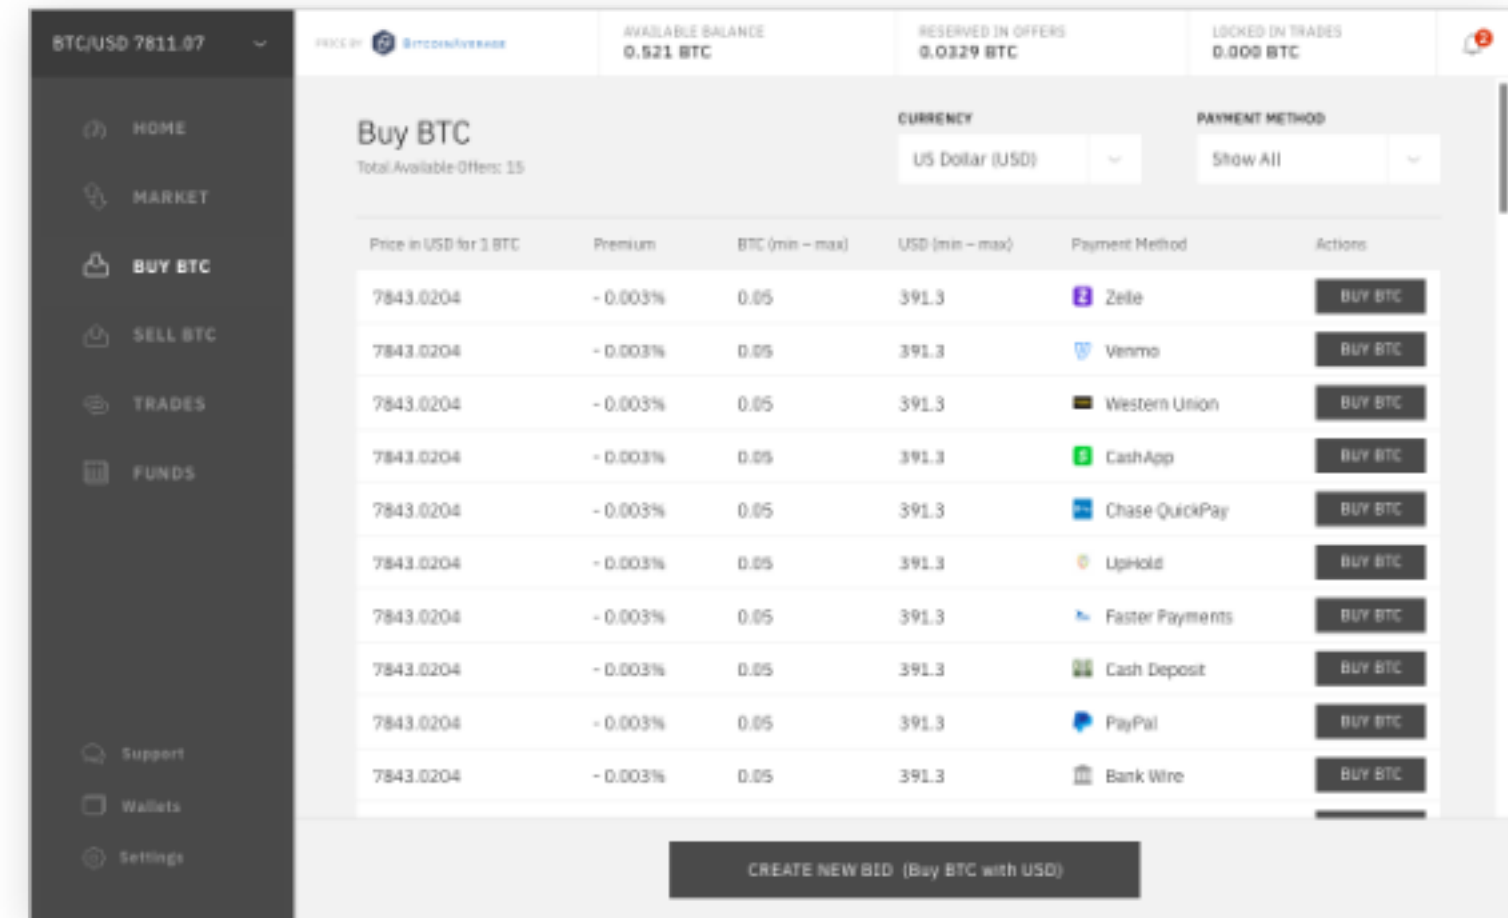 BTC/USD 7811.07
PRICE BY BITCOINAVERAGE
AVAILABLE BALANCE
0.521 BTC
RESERVED IN OFFERS
0.0329 BTC
LOCKED IN TRADES
0.000 BTC
2
HOME
MARKET
BUY BTC
SELL BTC
TRADES
FUNDS
Support
Wallets
Settings
Buy BTC
Total Available Offers: 15
CURRENCY
US Dollar (USD)
PAYMENT METHOD
Show All
Price in USD for 1 BTC Premium BTC (min – max) USD (min – max) Payment Method Actions
7843.0204 - 0.003% 0.05 391.3 Zelle BUY BTC
7843.0204 - 0.003% 0.05 391.3 Venmo BUY BTC
7843.0204 - 0.003% 0.05 391.3 Western Union BUY BTC
7843.0204 - 0.003% 0.05 391.3 CashApp BUY BTC
7843.0204 - 0.003% 0.05 391.3 Chase QuickPay BUY BTC
7843.0204 - 0.003% 0.05 391.3 UpHold BUY BTC
7843.0204 - 0.003% 0.05 391.3 Faster Payments BUY BTC
7843.0204 - 0.003% 0.05 391.3 Cash Deposit BUY BTC
7843.0204 - 0.003% 0.05 391.3 PayPal BUY BTC
7843.0204 - 0.003% 0.05 391.3 Bank Wire BUY BTC
CREATE NEW BID (Buy BTC with USD)